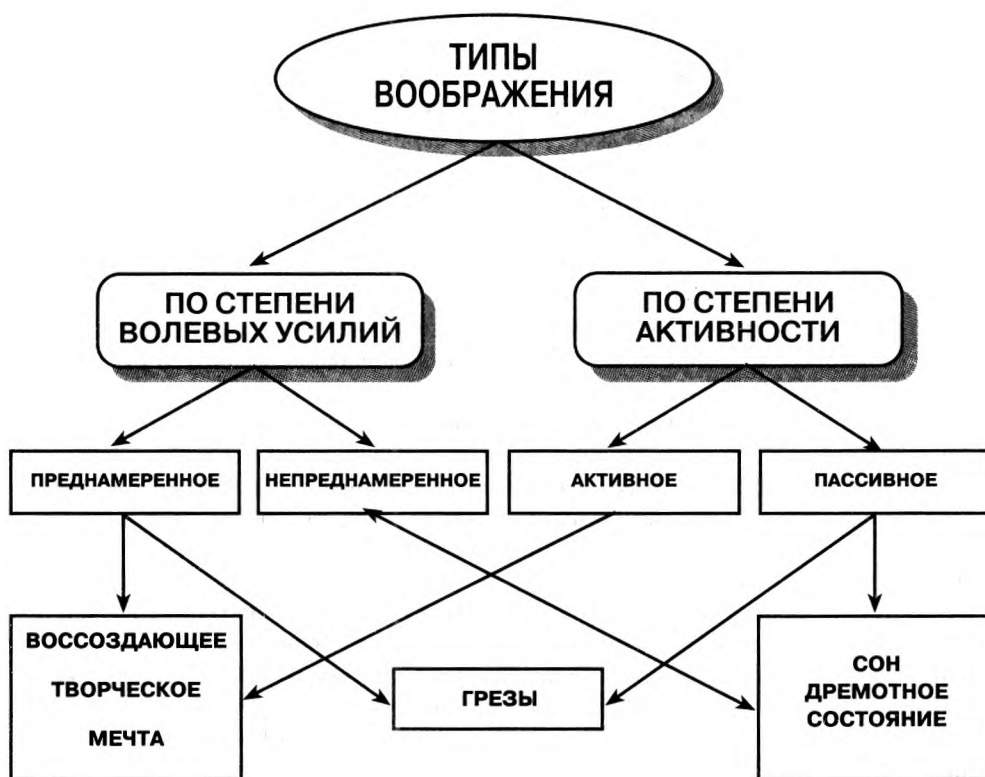 ТИПЫ
ВООБРАЖЕНИЯ
ПО СТЕПЕНИ
ВОЛЕВЫХ УСИЛИЙ
ПО СТЕПЕНИ
АКТИВНОСТИ
ПРЕДНАМЕРЕННОЕ
НЕПРЕДНАМЕРЕННОЕ
АКТИВНОЕ
ПАССИВНОЕ
ВОССОЗДАЮЩЕЕ
ТВОРЧЕСКОЕ
МЕЧТА
ГРЕЗЫ
СОН
ДРЕМОТНОЕ
СОСТОЯНИЕ